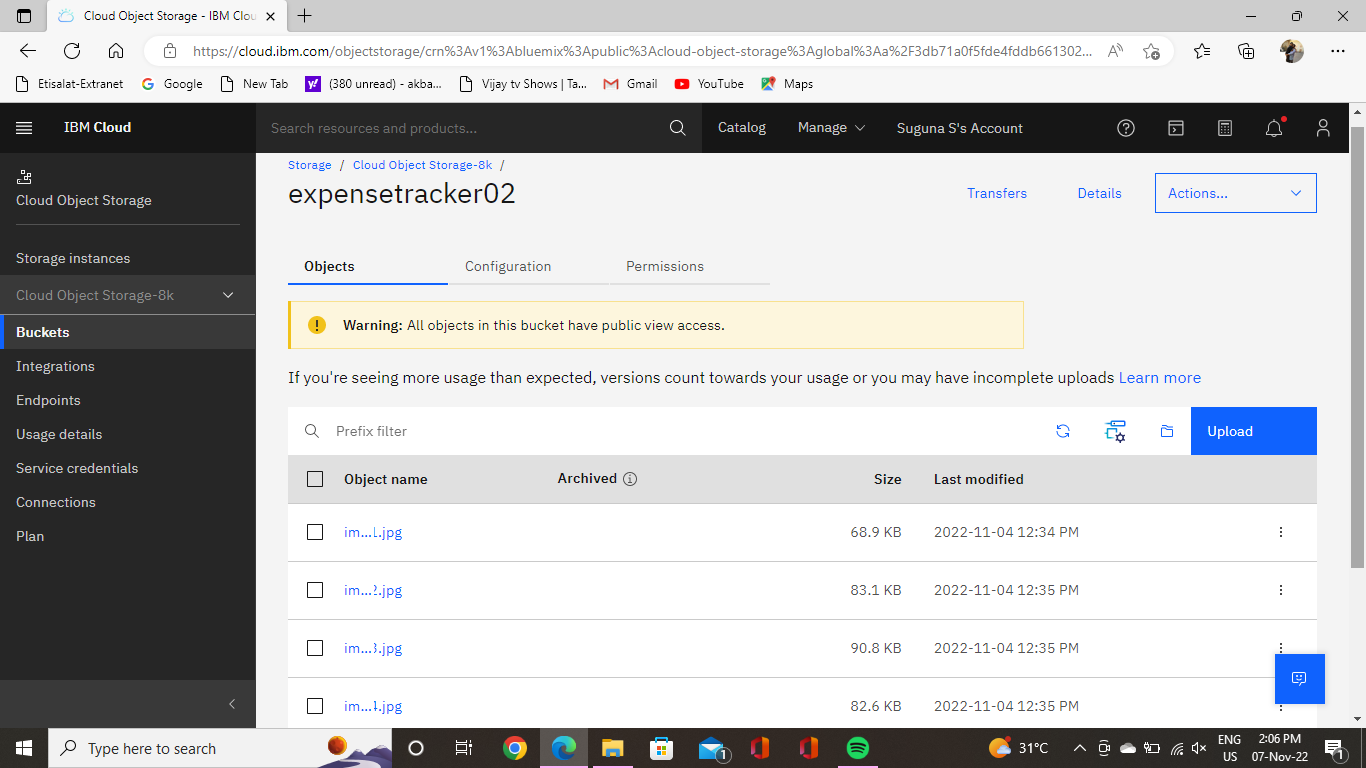 Cloud Object Storage - IBM Clou
https://cloud.ibm.com/objectstorage/crn%3Av1%3Abluemix%3Apublic%3Acloud-object-storage%3Aglobal%3Aa%2F3db71a0f5fde4fddb661302...
Etisalat-Extranet
Google
New Tab
(380 unread) - akba...
Vijay tv Shows | Ta...
Gmail
YouTube
Maps
IBM Cloud
Search resources and products...
Catalog
Manage
Suguna S's Account
Cloud Object Storage
Storage instances
Cloud Object Storage-8k
Buckets
Integrations
Endpoints
Usage details
Service credentials
Connections
Plan
Storage / Cloud Object Storage-8k /
expensetracker02
Transfers
Details
Actions...
Objects
Configuration
Permissions
Warning: All objects in this bucket have public view access.
If you're seeing more usage than expected, versions count towards your usage or you may have incomplete uploads Learn more
Prefix filter
Upload
Object name Archived Size Last modified
im...1.jpg 68.9 KB 2022-11-04 12:34 PM
im...2.jpg 83.1 KB 2022-11-04 12:35 PM
im...3.jpg 90.8 KB 2022-11-04 12:35 PM
im...4.jpg 82.6 KB 2022-11-04 12:35 PM
Type here to search
1
31°C
ENG
US
2:06 PM
07-Nov-22
1